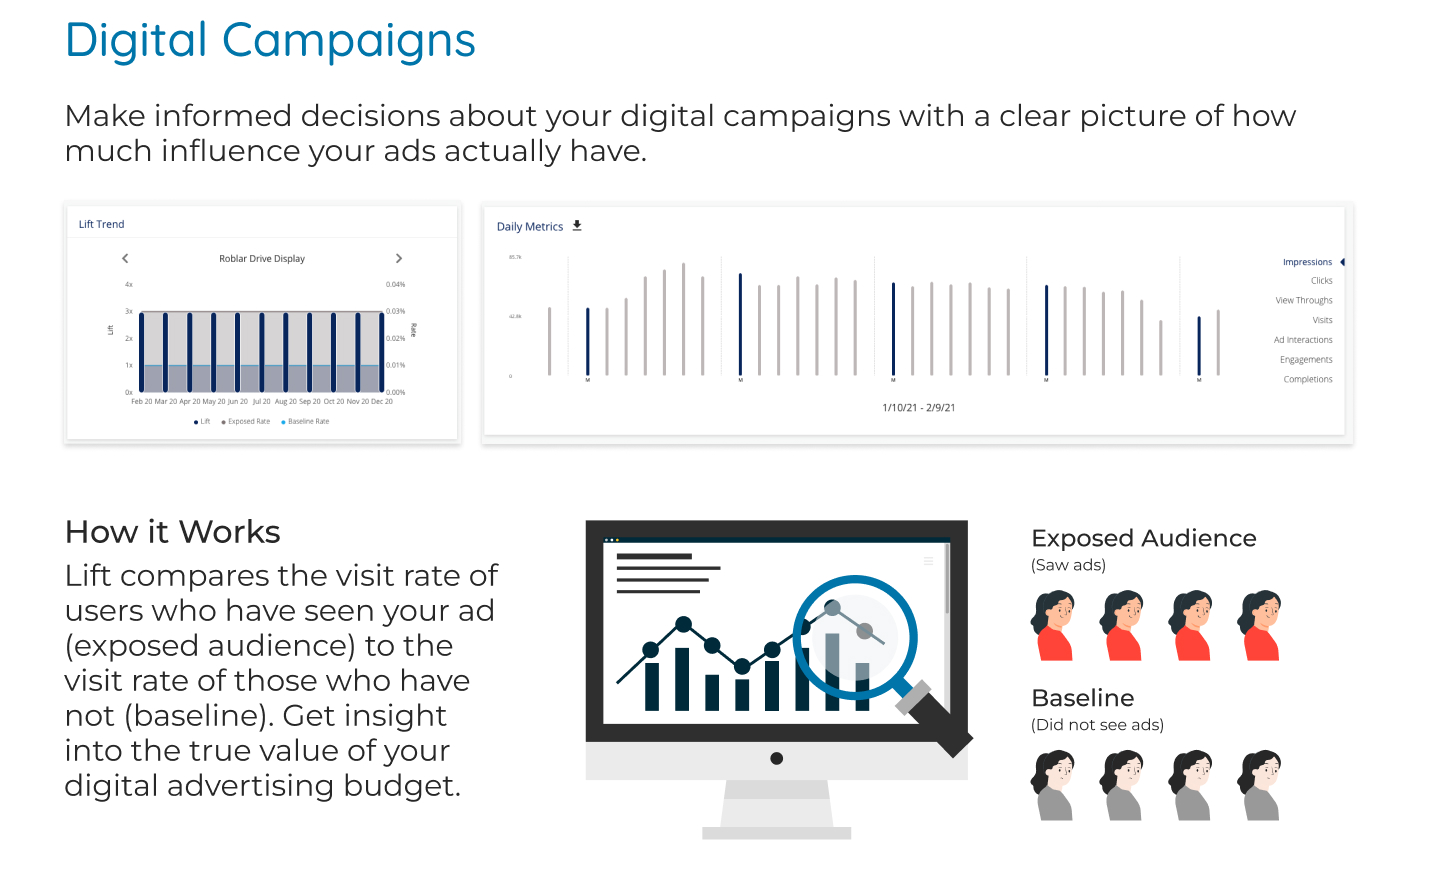 Digital Campaigns
Make informed decisions about your digital campaigns with a clear picture of how
much influence your ads actually have.
Lift Trend
Roblar Drive Display
4x
0.04%
3x
0.03%
Lift
Rate
2x
0.02%
1x
0.01%
0x
0.00%
Feb 20 Mar 20 Apr 20 May 20 Jun 20 Jul 20 Aug 20 Sep 20 Oct 20 Nov 20 Dec 20
Lift Exposed Rate Baseline Rate
Daily Metrics
85.7k
42.8k
0
M M M M M
1/10/21 - 2/9/21
Impressions
Clicks
View Throughs
Visits
Ad Interactions
Engagements
Completions
How it Works
Lift compares the visit rate of
users who have seen your ad
(exposed audience) to the
visit rate of those who have
not (baseline). Get insight
into the true value of your
digital advertising budget.
Exposed Audience
(Saw ads)
Baseline
(Did not see ads)